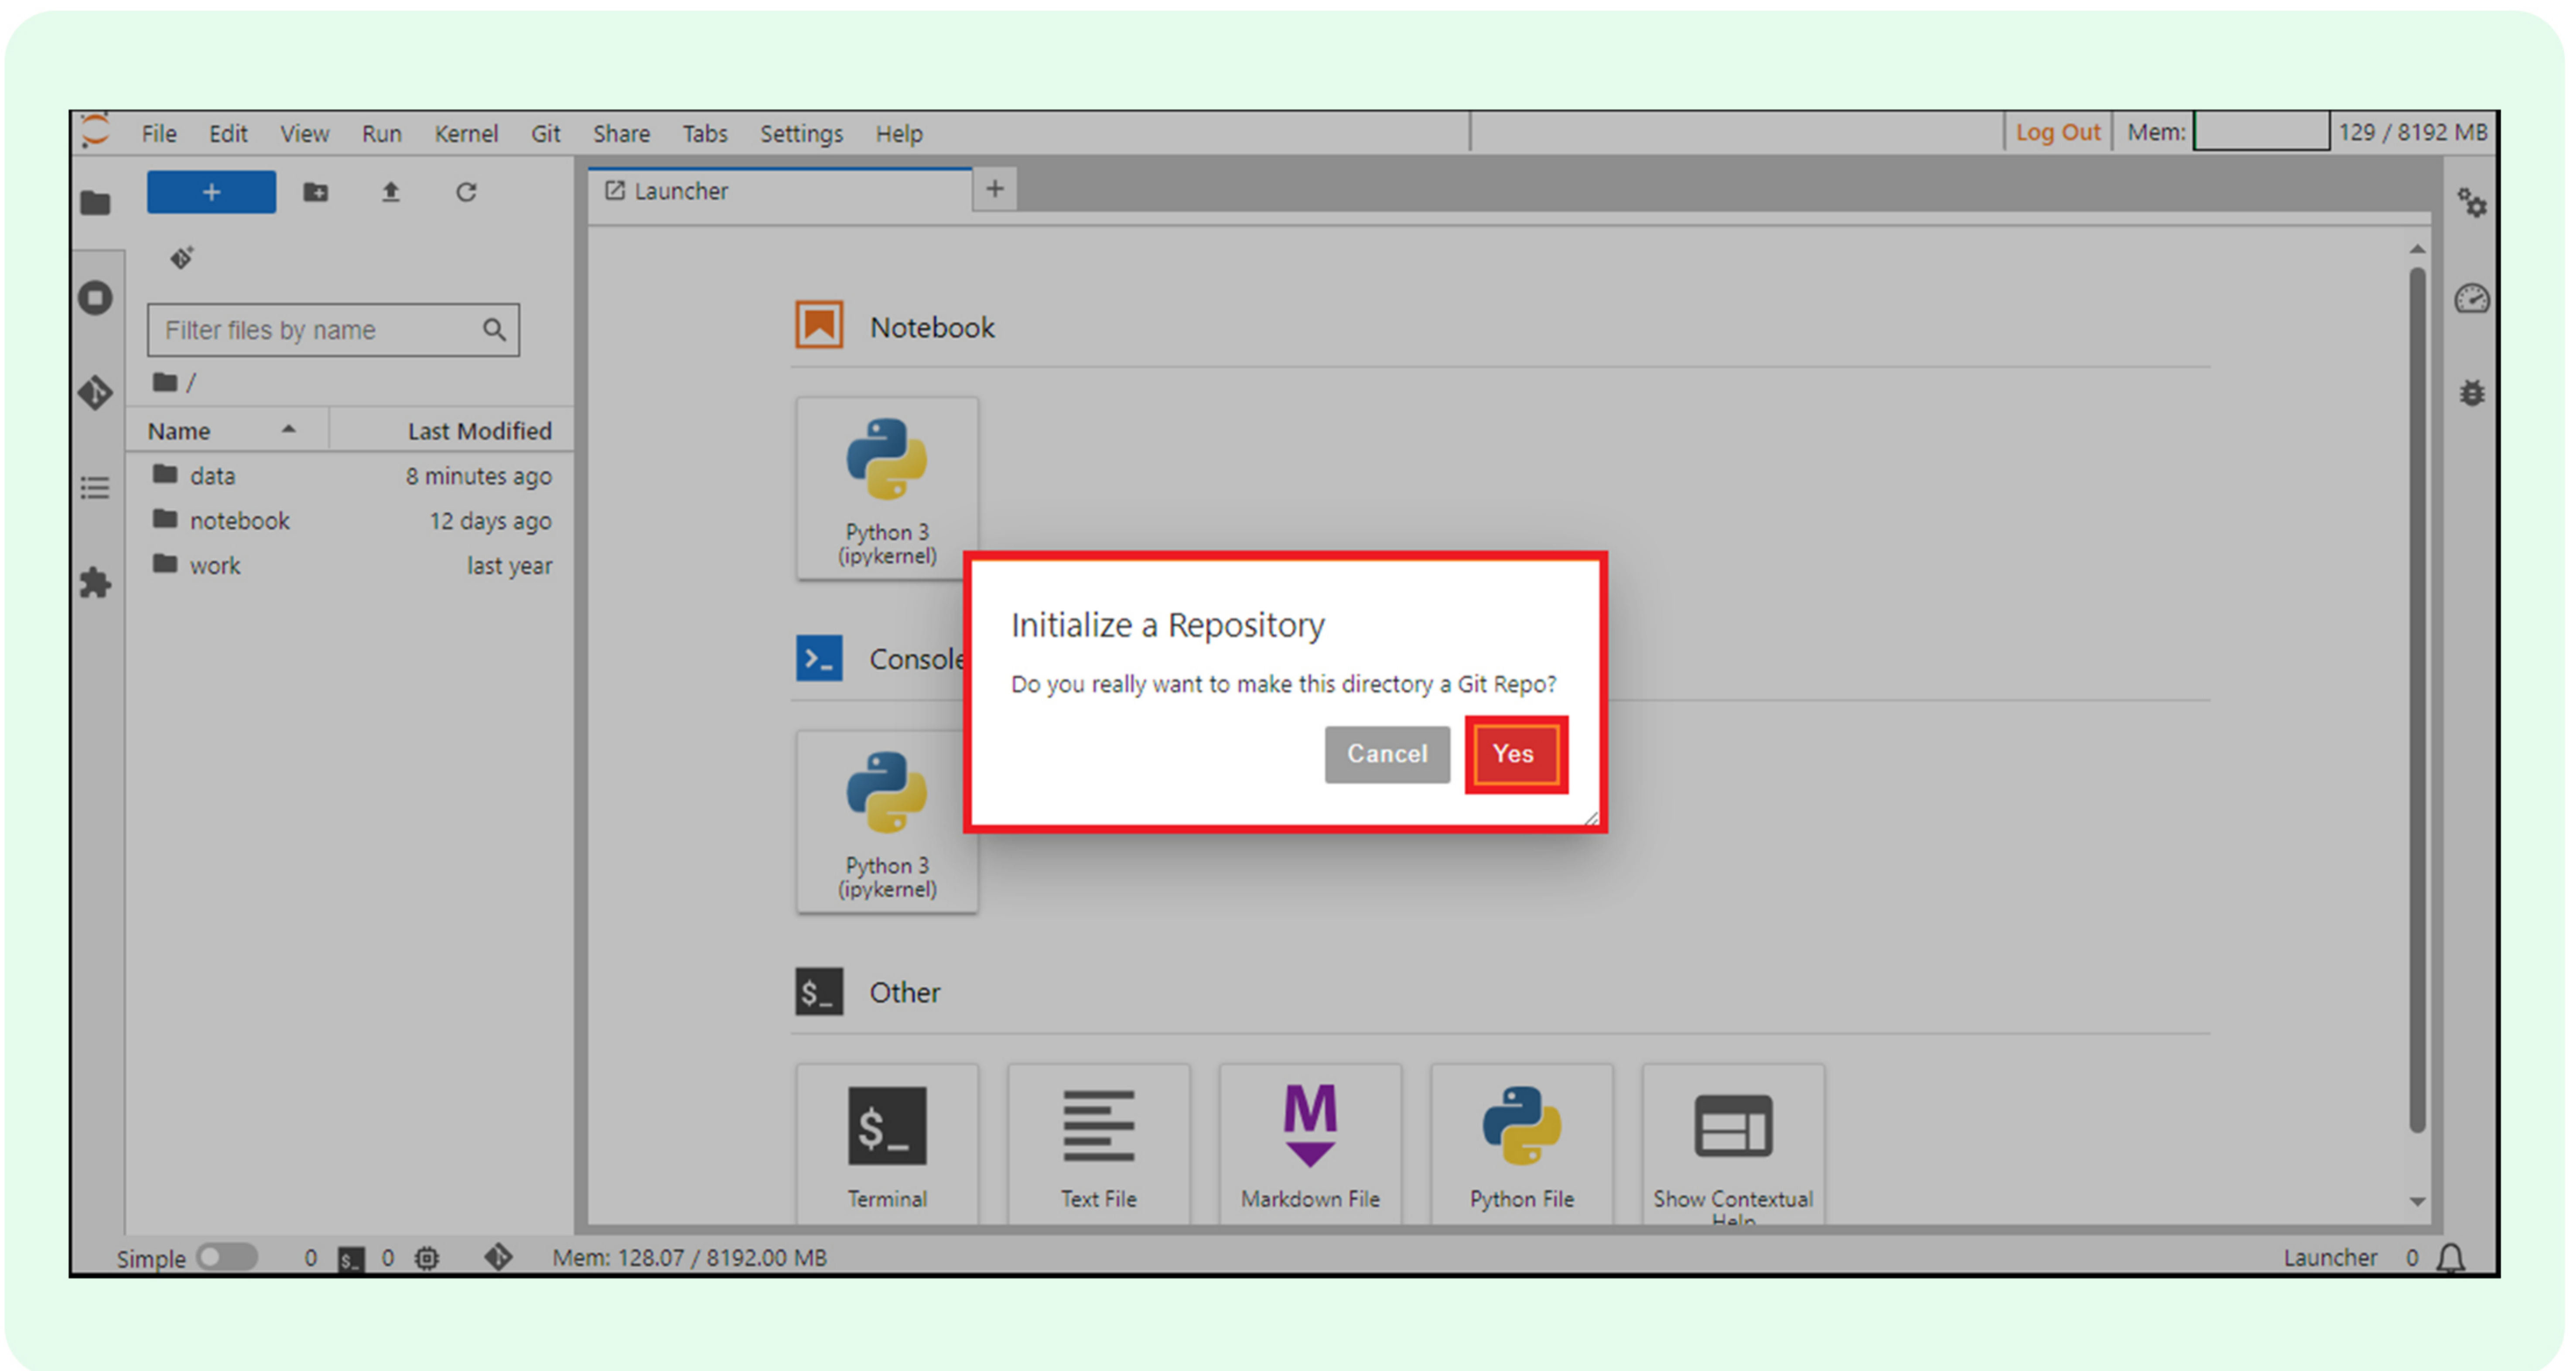 File Edit View Run Kernel Git Share Tabs Settings Help
Log Out Mem: 129 / 8192 MB
+
Launcher +
Filter files by name
/
Name Last Modified
data 8 minutes ago
notebook 12 days ago
work last year
Notebook
Python 3
(ipykernel)
Console
Python 3
(ipykernel)
Initialize a Repository
Do you really want to make this directory a Git Repo?
Cancel Yes
$_ Other
$_
Terminal
Text File
M
Markdown File
Python File
Show Contextual
Help
Simple 0 $_ 0 Mem: 128.07 / 8192.00 MB
Launcher 0